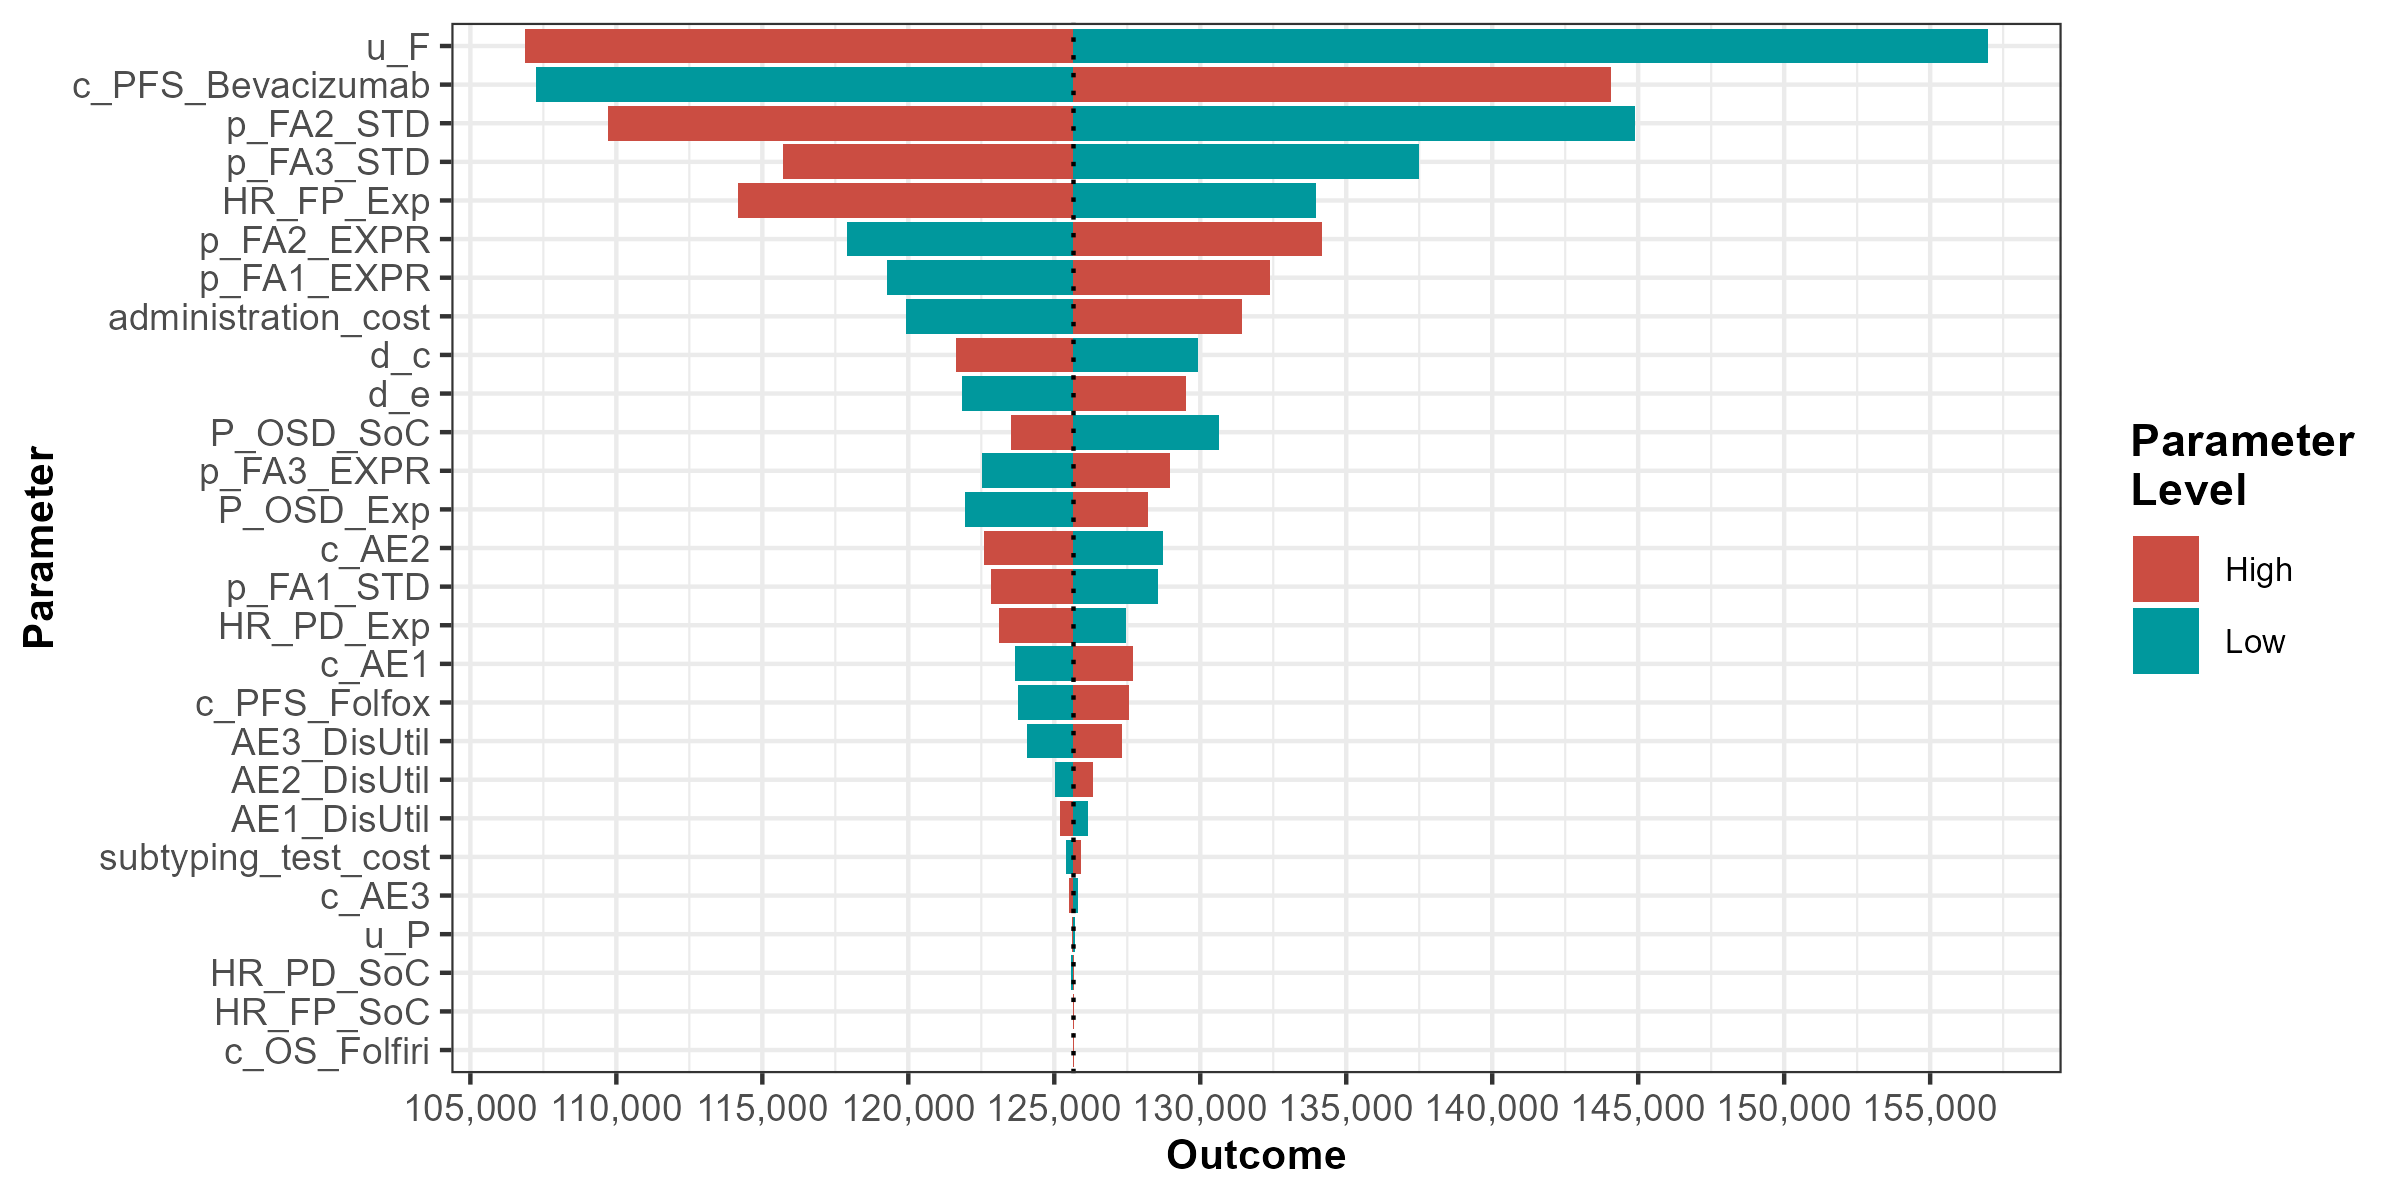 u_F
c_PFS_Bevacizumab
p_FA2_STD
p_FA3_STD
HR_FP_Exp
p_FA2_EXPR
p_FA1_EXPR
administration_cost
d_c
d_e
P_OSD_SoC
p_FA3_EXPR
P_OSD_Exp
c_AE2
p_FA1_STD
HR_PD_Exp
c_AE1
c_PFS_Folfox
AE3_DisUtil
AE2_DisUtil
AE1_DisUtil
subtyping_test_cost
c_AE3
u_P
HR_PD_SoC
HR_FP_SoC
c_OS_Folfiri
Parameter
105,000 110,000 115,000 120,000 125,000 130,000 135,000 140,000 145,000 150,000 155,000
Outcome
Parameter
Level
High
Low